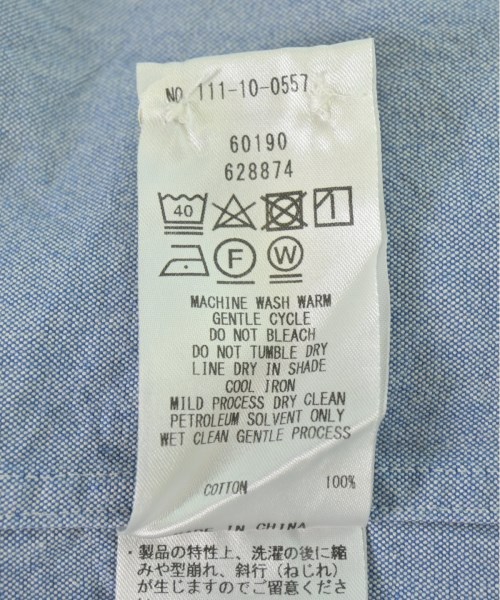 NO. 111-10-0557
60190
628874
40
F W
MACHINE WASH WARM
GENTLE CYCLE
DO NOT BLEACH
DO NOT TUMBLE DRY
LINE DRY IN SHADE
COOL IRON
MILD PROCESS DRY CLEAN
PETROLEUM SOLVENT ONLY
WET CLEAN GENTLE PROCESS
COTTON 100%
IN CHINA
・製品の特性上、洗濯の後に縮
みや型崩れ、斜行(ねじれ)
が生じますのでご留意くださ